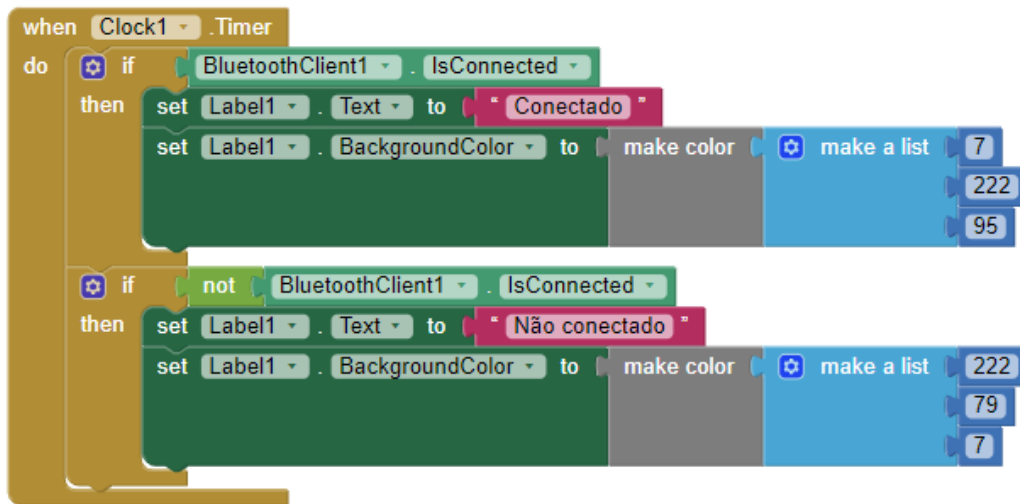 when Clock1 .Timer
do if BluetoothClient1 . IsConnected
then set Label1 . Text to " Conectado "
set Label1 . BackgroundColor to make color make a list 7
222
95
if not BluetoothClient1 . IsConnected
then set Label1 . Text to " Não conectado "
set Label1 . BackgroundColor to make color make a list 222
79
7